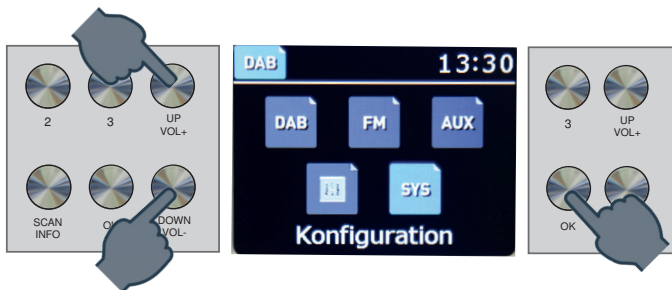 2
3
UP
VOL+
SCAN
INFO
DOWN
VOL-
DAB
13:30
DAB
FM
AUX
SYS
Konfiguration
3
UP
VOL+
OK